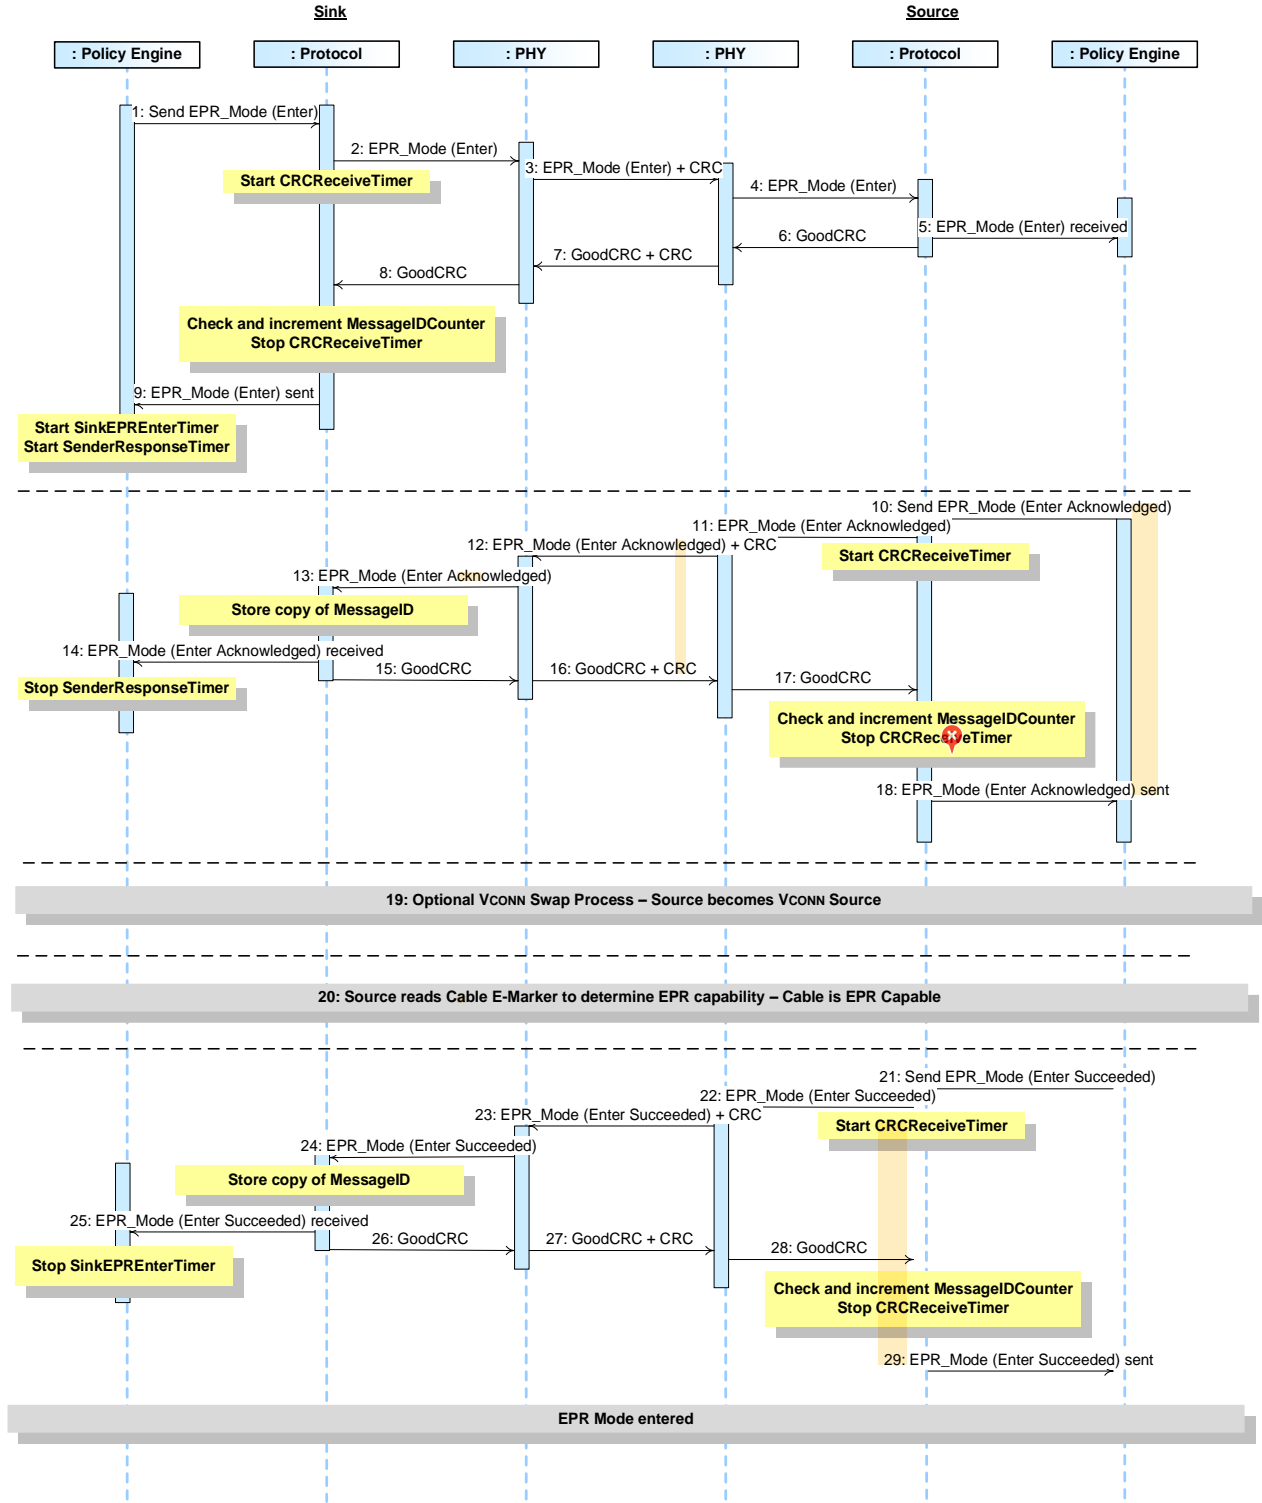 Sink
Source
: Policy Engine
: Protocol
: PHY
: PHY
: Protocol
: Policy Engine
1: Send EPR_Mode (Enter)
2: EPR_Mode (Enter)
3: EPR_Mode (Enter) + CRC
Start CRCReceiveTimer
4: EPR_Mode (Enter)
5: EPR_Mode (Enter) received
6: GoodCRC
7: GoodCRC + CRC
8: GoodCRC
Check and increment MessageIDCounter
Stop CRCReceiveTimer
9: EPR_Mode (Enter) sent
Start SinkEPREnterTimer
Start SenderResponseTimer
10: Send EPR_Mode (Enter Acknowledged)
11: EPR_Mode (Enter Acknowledged)
12: EPR_Mode (Enter Acknowledged) + CRC
Start CRCReceiveTimer
13: EPR_Mode (Enter Acknowledged)
Store copy of MessageID
14: EPR_Mode (Enter Acknowledged) received
15: GoodCRC
16: GoodCRC + CRC
17: GoodCRC
Stop SenderResponseTimer
Check and increment MessageIDCounter
Stop CRCReceiveTimer
18: EPR_Mode (Enter Acknowledged) sent
19: Optional VCONN Swap Process – Source becomes VCONN Source
20: Source reads Cable E-Marker to determine EPR capability – Cable is EPR Capable
21: Send EPR_Mode (Enter Succeeded)
22: EPR_Mode (Enter Succeeded)
23: EPR_Mode (Enter Succeeded) + CRC
Start CRCReceiveTimer
24: EPR_Mode (Enter Succeeded)
Store copy of MessageID
25: EPR_Mode (Enter Succeeded) received
26: GoodCRC
27: GoodCRC + CRC
28: GoodCRC
Stop SinkEPREnterTimer
Check and increment MessageIDCounter
Stop CRCReceiveTimer
29: EPR_Mode (Enter Succeeded) sent
EPR Mode entered